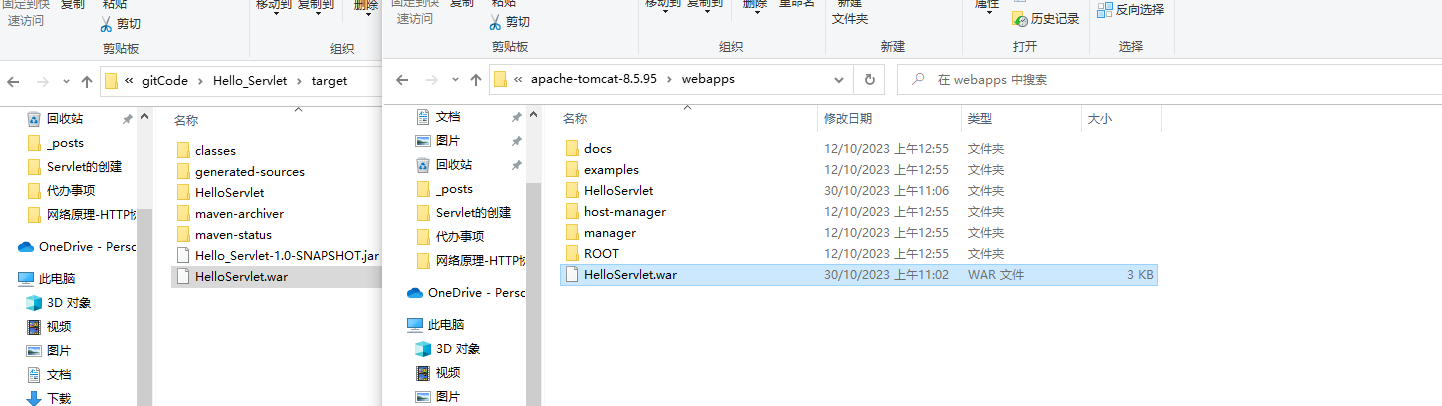 固定到快 复制 粘贴 移动到 复制到 删除
速访问
剪切
剪贴板 组织
« gitCode > Hello_Servlet > target
名称
回收站
_posts
Servlet的创建
代办事项
网络原理-HTTP协
OneDrive - Perso
此电脑
3D 对象
视频
图片
文档
下载
classes
generated-sources
HelloServlet
maven-archiver
maven-status
Hello_Servlet-1.0-SNAPSHOT.jar
HelloServlet.war
固定到快 复制 粘贴 移动到 复制到 删除 重命名 新建 属性
速访问 文件夹 历史记录 反向选择
剪切
剪贴板 组织 新建 打开 选择
« apache-tomcat-8.5.95 > webapps
在 webapps 中搜索
文档
图片
回收站
_posts
Servlet的创建
代办事项
网络原理-HTTP协
OneDrive - Perso
此电脑
3D 对象
视频
图片
名称 修改日期 类型 大小
docs 12/10/2023 上午12:55 文件夹
examples 12/10/2023 上午12:55 文件夹
HelloServlet 30/10/2023 上午11:06 文件夹
host-manager 12/10/2023 上午12:55 文件夹
manager 12/10/2023 上午12:55 文件夹
ROOT 12/10/2023 上午12:55 文件夹
HelloServlet.war 30/10/2023 上午11:02 WAR 文件 3 KB